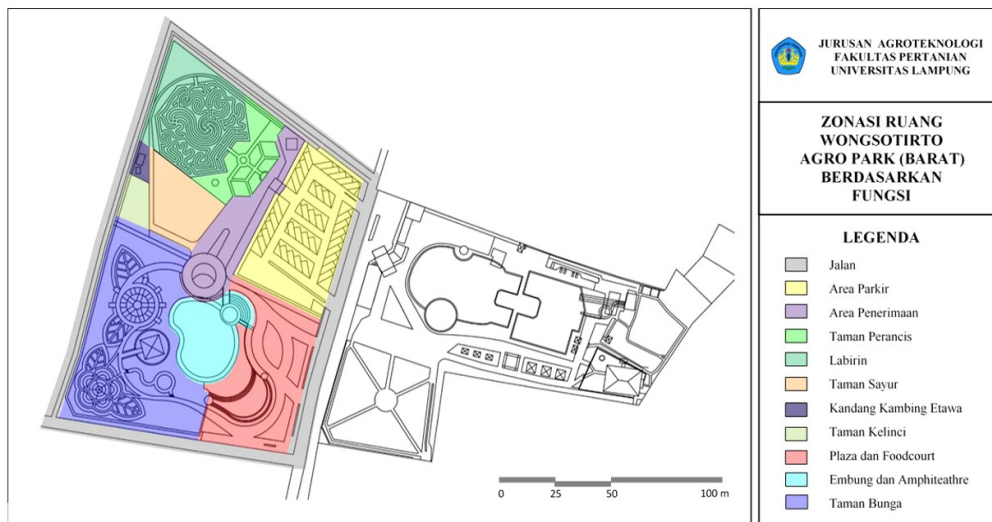 JURUSAN AGROTEKNOLOGI
FAKULTAS PERTANIAN
UNIVERSITAS LAMPUNG
ZONASI RUANG
WONGSOTIRTO
AGRO PARK (BARAT)
BERDASARKAN
FUNGSI
LEGENDA
Jalan
Area Parkir
Area Penerimaan
Taman Perancis
Labirin
Taman Sayur
Kandang Kambing Etawa
Taman Kelinci
Plaza dan Foodcourt
Embung dan Amphiteathre
Taman Bunga
0 25 50 100 m